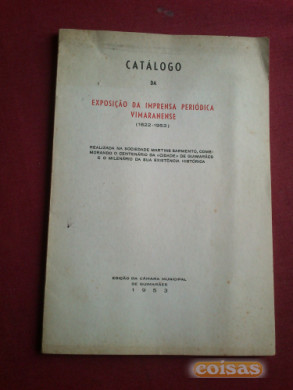 CATÁLOGO
DA
EXPOSIÇÃO DA IMPRENSA PERIÓDICA
VIMARANENSE
(1822-1953)
REALIZADA NA SOCIEDADE MARTINS SARMENTO, COME-
MORANDO O CENTENÁRIO DA «CIDADE» DE GUIMARÃES
E O MILENÁRIO DA SUA EXISTÊNCIA HISTÓRICA
EDIÇÃO DA CÂMARA MUNICIPAL
DE GUIMARÃES
1953
coisas